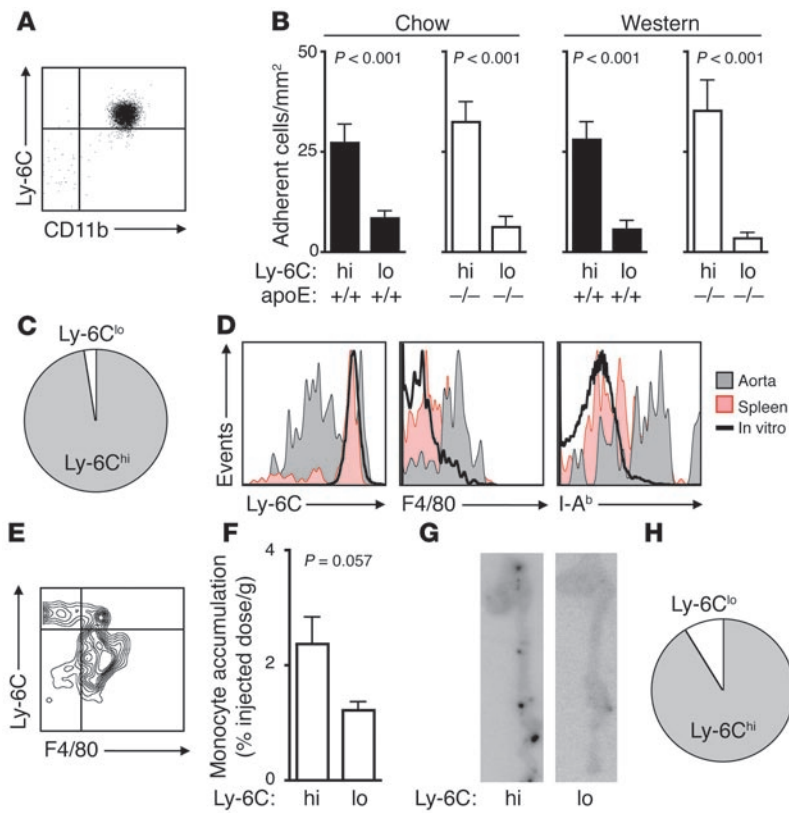 A
Ly-6C
CD11b
B
Chow
Western
P < 0.001
P < 0.001
P < 0.001
P < 0.001
Adherent cells/mm²
50
25
0
Ly-6C: hi lo hi lo hi lo hi lo
apoE: +/+ +/+ –/– –/– +/+ +/+ –/– –/–
C
Ly-6Cˡᵒ
Ly-6Cʰⁱ
D
Events
Ly-6C
F4/80
I-Aᵇ
Aorta
Spleen
In vitro
E
Ly-6C
F4/80
F
P = 0.057
Monocyte accumulation
(% injected dose/g)
4
2
0
Ly-6C: hi lo
G
Ly-6C: hi lo
H
Ly-6Cˡᵒ
Ly-6Cʰⁱ